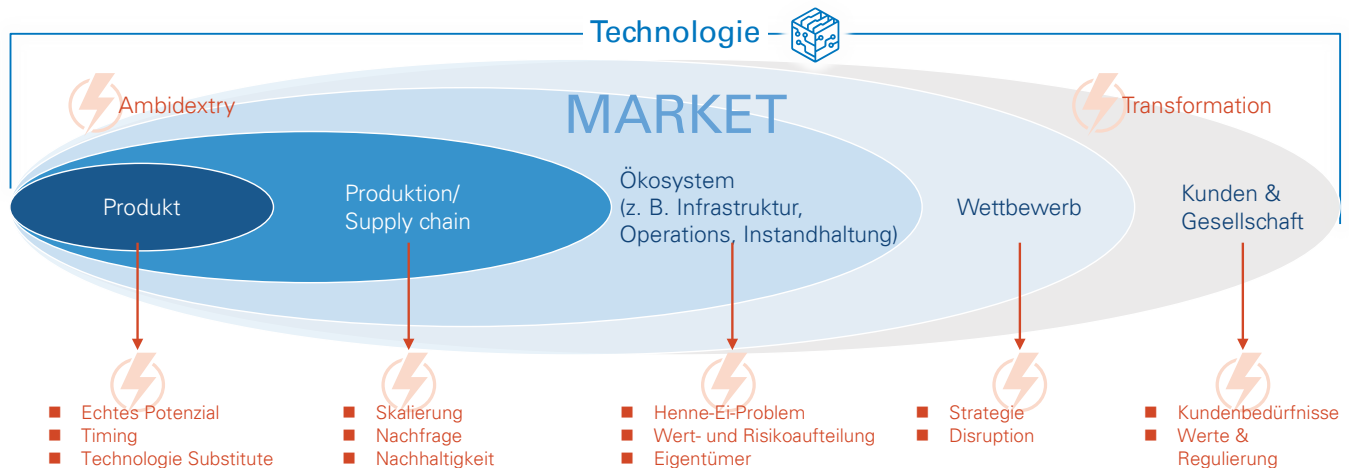 Technologie
Ambidextry
MARKET
Transformation
Produkt
Produktion/
Supply chain
Ökosystem
(z. B. Infrastruktur,
Operations, Instandhaltung)
Wettbewerb
Kunden &
Gesellschaft
Echtes Potenzial
Timing
Technologie Substitute
Skalierung
Nachfrage
Nachhaltigkeit
Henne-Ei-Problem
Wert- und Risikoaufteilung
Eigentümer
Strategie
Disruption
Kundenbedürfnisse
Werte &
Regulierung